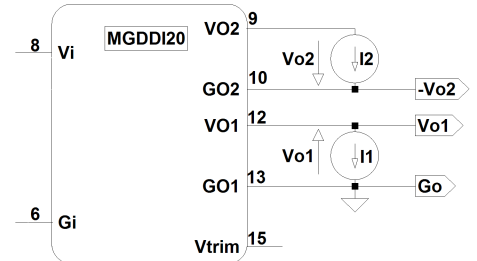 9
VO2
MGDDI20
8
Vi
Vo2
I2
10
GO2
-Vo2
12
VO1
Vo1
Vo1
I1
13
GO1
Go
6
Gi
15
Vtrim